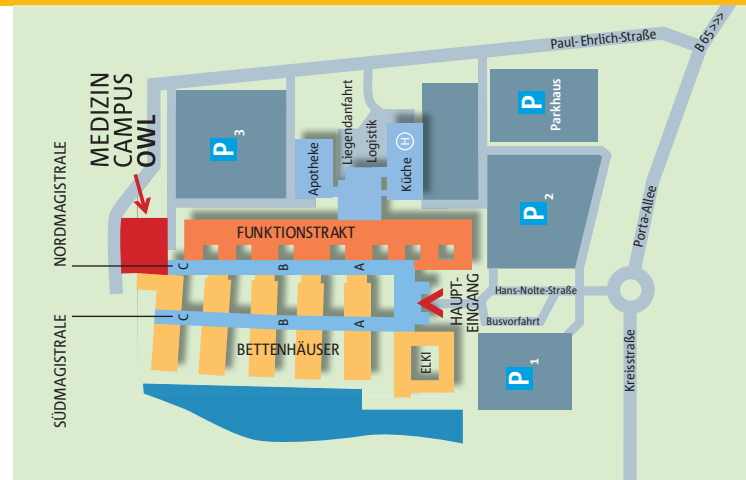 Paul-Ehrlich-Straße
B 65 >>>
MEDIZIN
CAMPUS
OWL
NORDMAGISTRALE
SÜDMAGISTRALE
P
3
Apotheke
Liegendanfahrt
Logistik
Küche
H
P
Parkhaus
P
2
FUNKTIONSTRAKT
C
B
A
C
B
A
BETTENHÄUSER
ELKI
HAUPT-
EINGANG
Hans-Nolte-Straße
Busvorfahrt
P
1
Porta-Allee
Kreisstraße